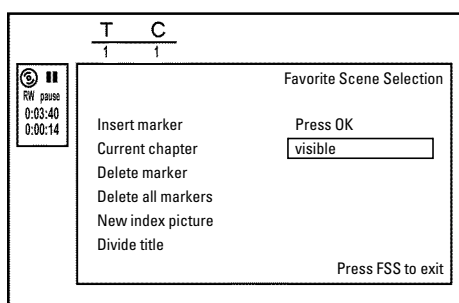 T C
1 1
RW pause
0:03:40
0:00:14
Favorite Scene Selection
Insert marker Press OK
Current chapter visible
Delete marker
Delete all markers
New index picture
Divide title
Press FSS to exit